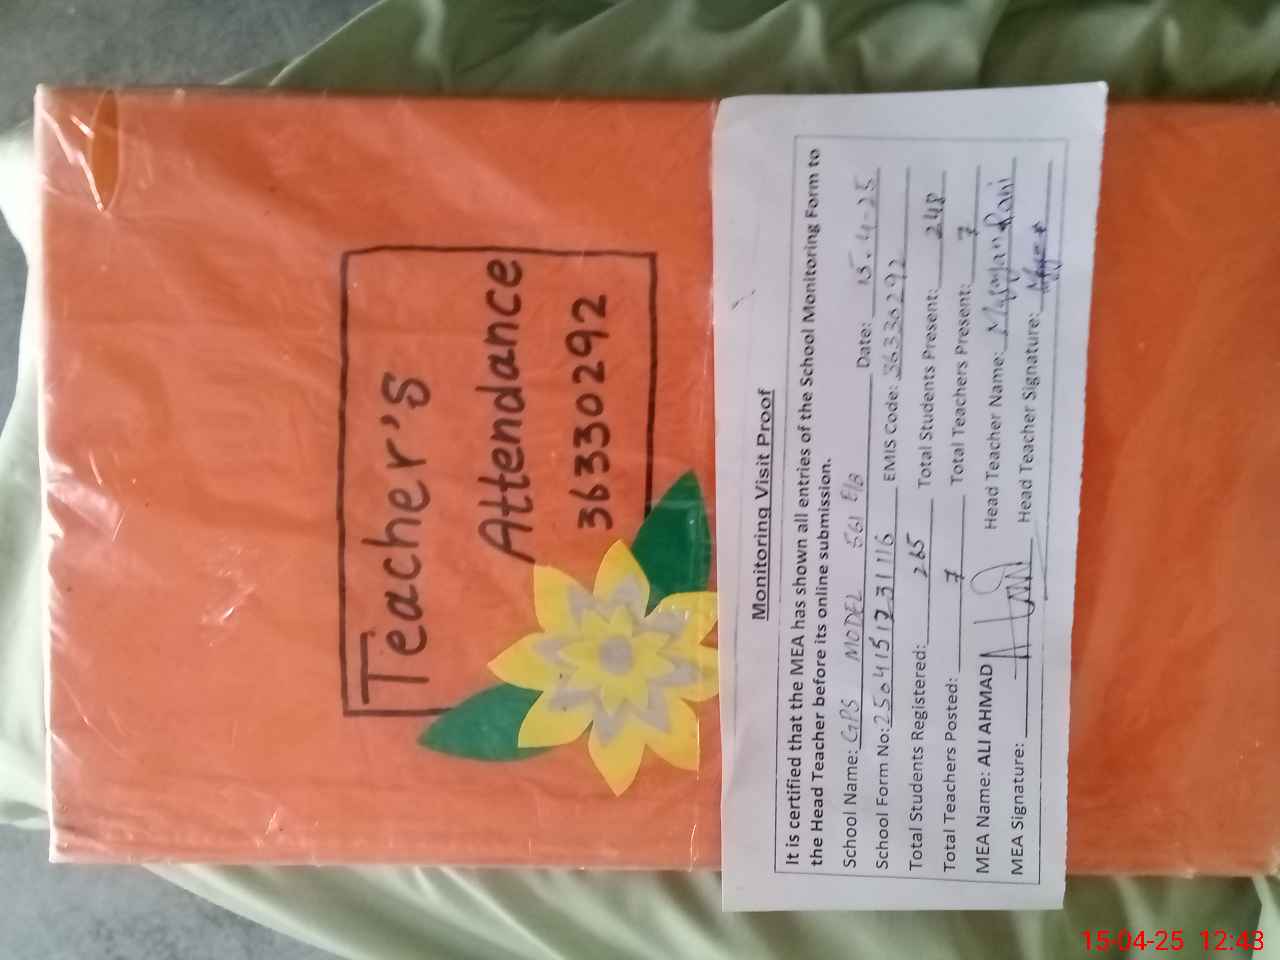 Teacher's
Attendance
36330292
Monitoring Visit Proof
It is certified that the MEA has shown all entries of the School Monitoring Form to
the Head Teacher before its online submission.
School Name: GPS MODEL 561 E/B Date: 15.4-25
School Form No: 2504151231116 EMIS Code: 36330292
Total Students Registered: 265 Total Students Present: 248
Total Teachers Posted: 7 Total Teachers Present: 7
MEA Name: ALI AHMAD Head Teacher Name: Rani
MEA Signature: Head Teacher Signature:
15-04-25 12:43